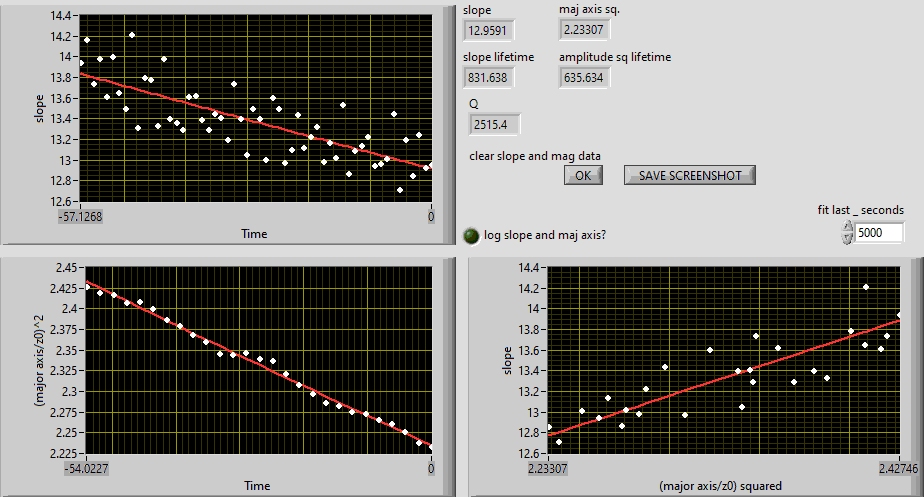 slope
12.9591
maj axis sq.
2.23307
slope lifetime
831.638
amplitude sq lifetime
635.634
Q
2515.4
clear slope and mag data
OK
SAVE SCREENSHOT
log slope and maj axis?
fit last _ seconds
5000
14.4
14.2
14
13.8
13.6
13.4
13.2
13
12.8
12.6
slope
-57.1268
0
Time
2.45
2.425
2.4
2.375
2.35
2.325
2.3
2.275
2.25
2.225
(major axis/z0)^2
-54.0227
0
Time
14.4
14.2
14
13.8
13.6
13.4
13.2
13
12.8
12.6
slope
2.23307
2.42746
(major axis/z0) squared